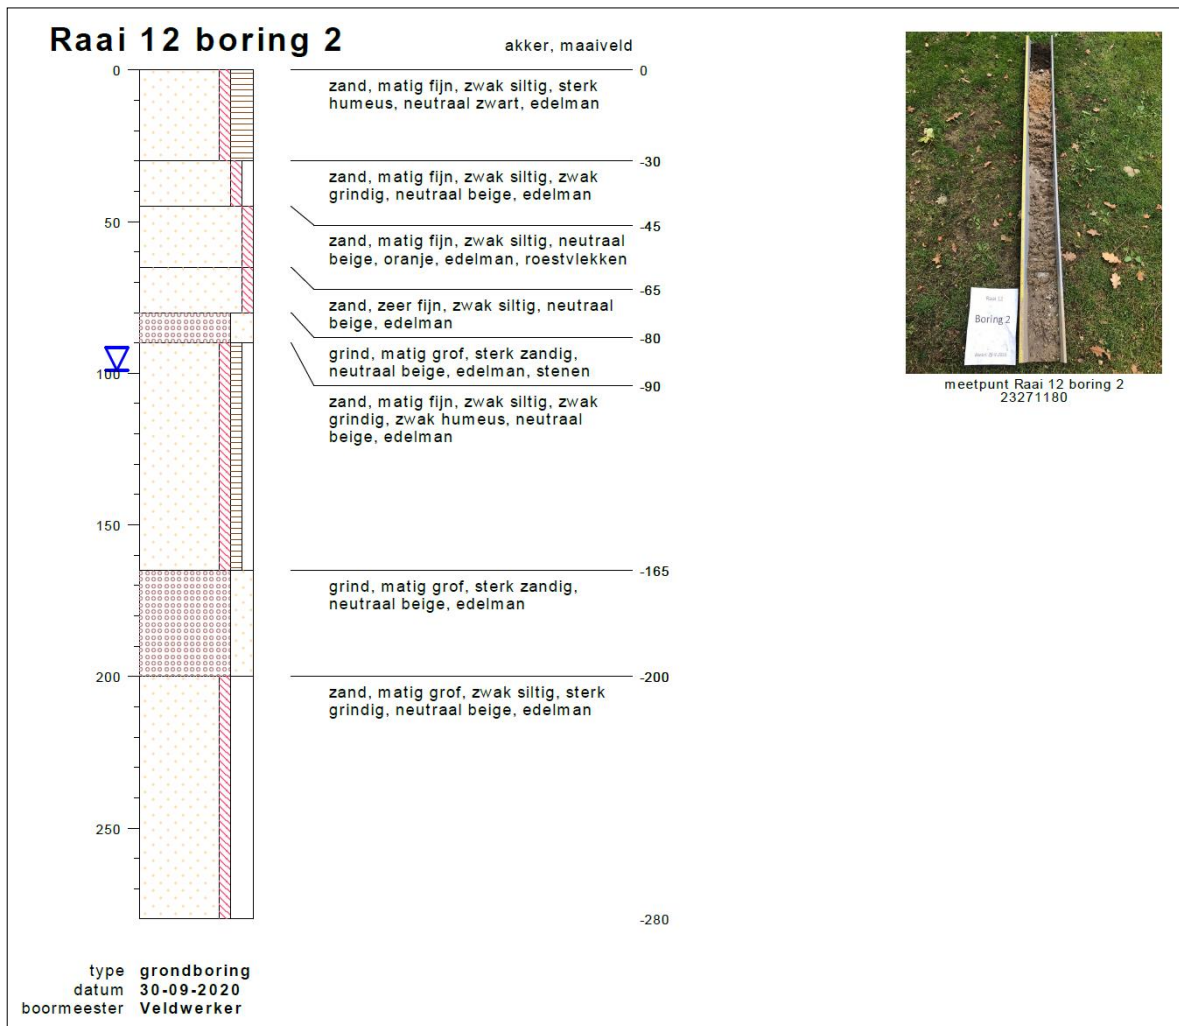 Raai 12 boring 2
akker, maaiveld
0
0
zand, matig fijn, zwak siltig, sterk
humeus, neutraal zwart, edelman
-30
zand, matig fijn, zwak siltig, zwak
grindig, neutraal beige, edelman
50
-45
zand, matig fijn, zwak siltig, neutraal
beige, oranje, edelman, roestvlekken
-65
zand, zeer fijn, zwak siltig, neutraal
beige, edelman
-80
grind, matig grof, sterk zandig,
neutraal beige, edelman, stenen
100
-90
zand, matig fijn, zwak siltig, zwak
grindig, zwak humeus, neutraal
beige, edelman
150
-165
grind, matig grof, sterk zandig,
neutraal beige, edelman
200
-200
zand, matig grof, zwak siltig, sterk
grindig, neutraal beige, edelman
250
-280
type grondboring
datum 30-09-2020
boormeester Veldwerker
Raai 12
Boring 2
meetpunt Raai 12 boring 2
23271180